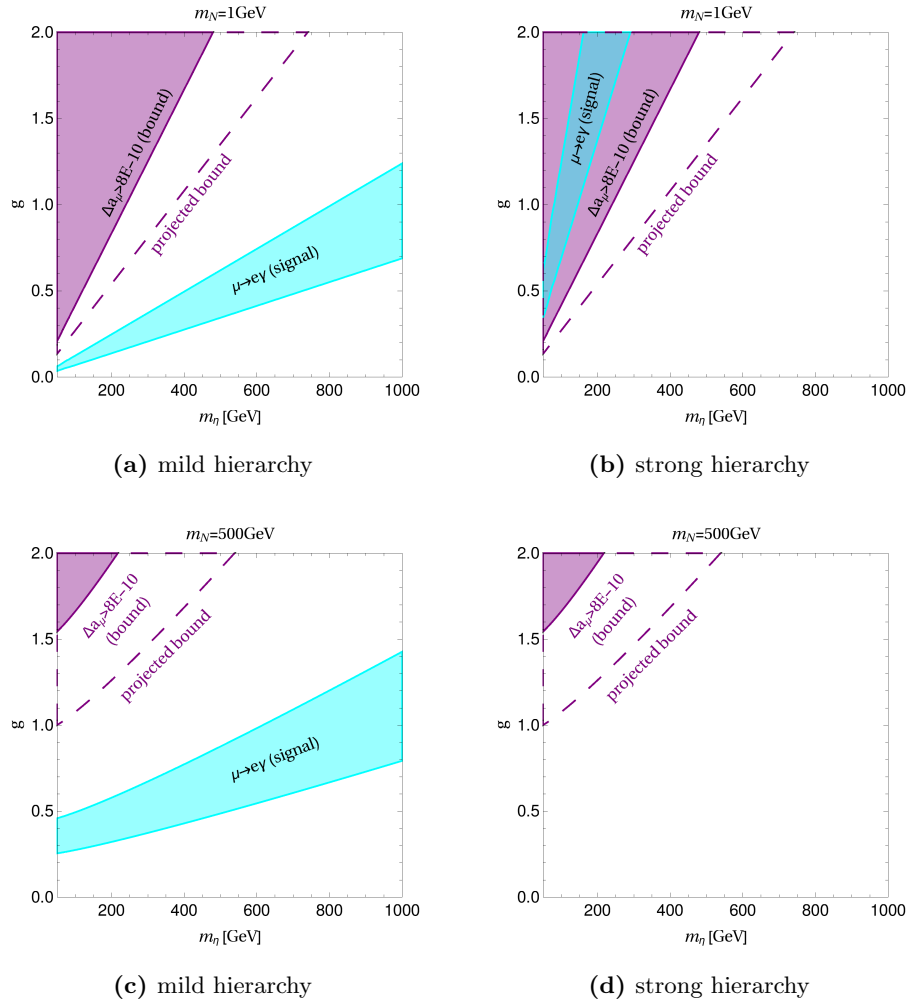 m_N=1GeV
2.0
1.5
1.0
0.5
0.0
g
Δa_μ>8E−10 (bound)
projected bound
μ→eγ (signal)
200 400 600 800 1000
m_η [GeV]
(a) mild hierarchy
m_N=1GeV
2.0
1.5
1.0
0.5
0.0
g
μ→eγ (signal)
Δa_μ>8E−10 (bound)
projected bound
200 400 600 800 1000
m_η [GeV]
(b) strong hierarchy
m_N=500GeV
2.0
1.5
1.0
0.5
0.0
g
Δa_μ>8E−10
(bound)
projected bound
μ→eγ (signal)
200 400 600 800 1000
m_η [GeV]
(c) mild hierarchy
m_N=500GeV
2.0
1.5
1.0
0.5
0.0
g
Δa_μ>8E−10
(bound)
projected bound
200 400 600 800 1000
m_η [GeV]
(d) strong hierarchy